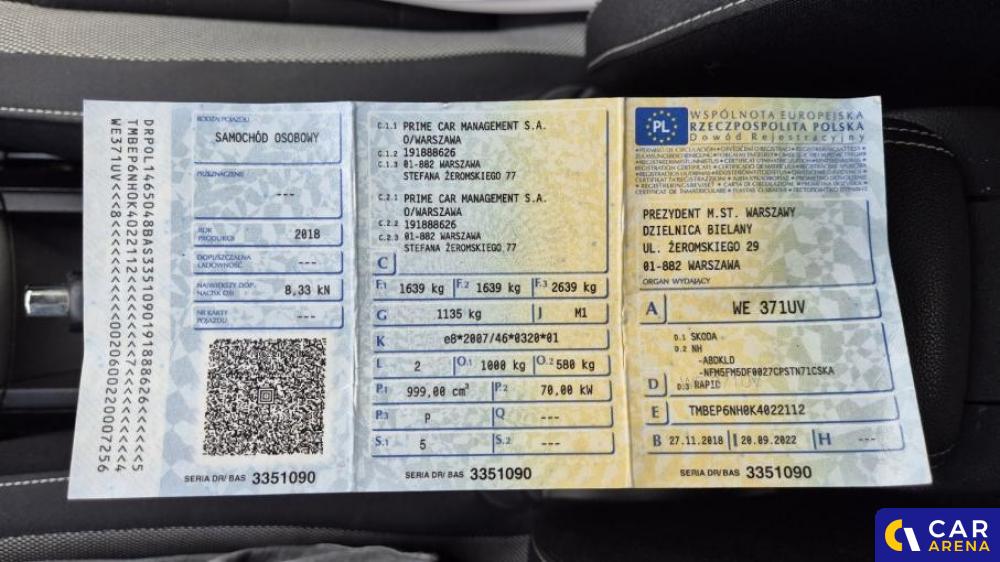 DRPOL1465048BAS3351090191888626<<<<<<<5
TMBEP6NH0K4022112<<<<<<<7<<<<<<<<<<<<4
WE371UV<<8<<<<<<<<<<<002060020007256
RODZAJ POJAZDU
SAMOCHÓD OSOBOWY
PRZEZNACZENIE
---
ROK
PRODUKCJI 2018
DOPUSZCZALNA
ŁADOWNOŚĆ ---
NAJWIĘKSZY DOP.
NACISK OSI 8,33 kN
NR KARTY
POJAZDU ---
SERIA DR/ BAS 3351090
C.1.1 PRIME CAR MANAGEMENT S.A.
O/WARSZAWA
C.1.2 191888626
C.1.3 01-882 WARSZAWA
STEFANA ŻEROMSKIEGO 77
C.2.1 PRIME CAR MANAGEMENT S.A.
O/WARSZAWA
C.2.2 191888626
C.2.3 01-882 WARSZAWA
STEFANA ŻEROMSKIEGO 77
C
F.1 1639 kg F.2 1639 kg F.3 2639 kg
G 1135 kg J M1
K e8*2007/46*0320*01
L 2 O.1 1000 kg O.2 580 kg
P.1 999,00 cm³ P.2 70,00 kW
P.3 P Q ---
S.1 5 S.2 ---
SERIA DR/ BAS 3351090
PL
WSPÓLNOTA EUROPEJSKA
RZECZPOSPOLITA POLSKA
Dowód Rejestracyjny
PREZYDENT M.ST. WARSZAWY
DZIELNICA BIELANY
UL. ŻEROMSKIEGO 29
01-882 WARSZAWA
ORGAN WYDAJĄCY
A WE 371UV
D.1 SKODA
D.2 NH
-ABDKLD
-NFM5FM5DF0027CPSTN71CSKA
D D.3 RAPID
E TMBEP6NH0K4022112
B 27.11.2018 I 20.09.2022 H ---
SERIA DR/ BAS 3351090
CAR
ARENA